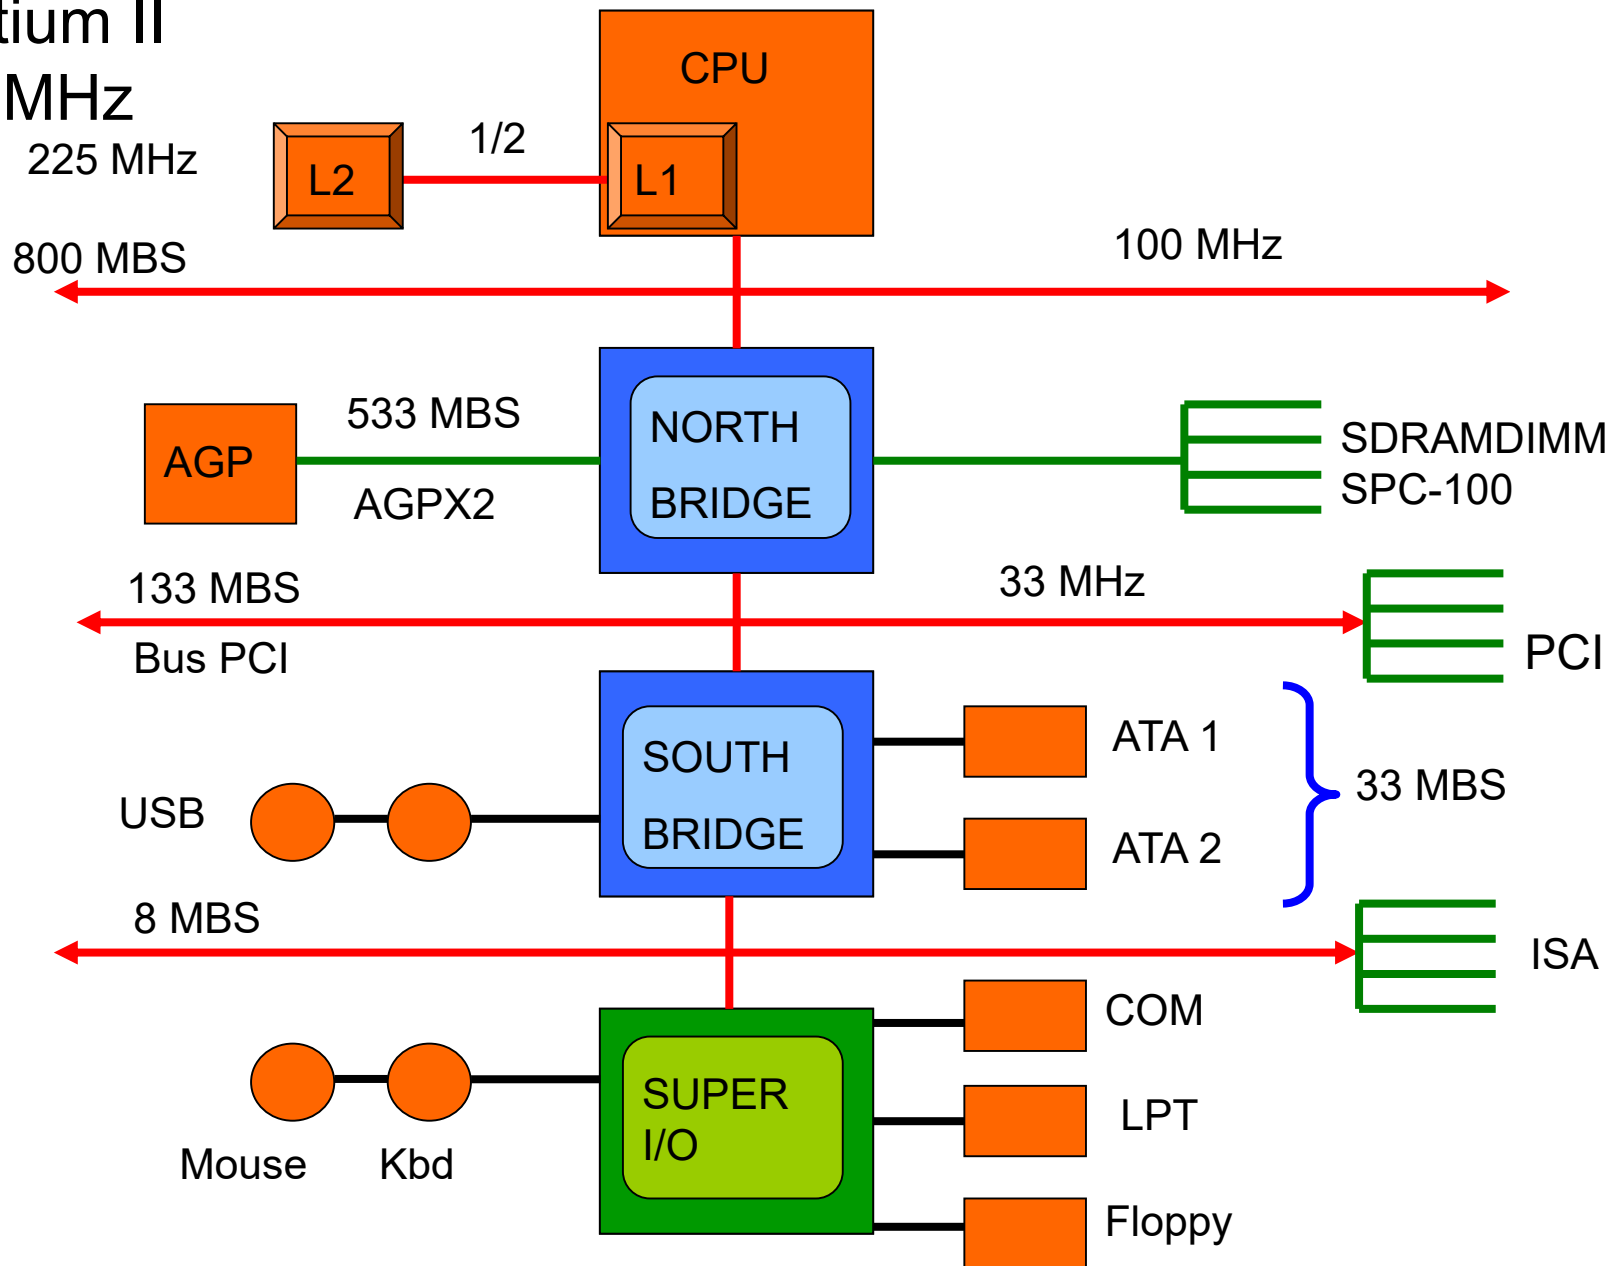 tium II
MHz
CPU
225 MHz
L2
1/2
L1
800 MBS
100 MHz
533 MBS
AGP
AGPX2
NORTH
BRIDGE
SDRAMDIMM
SPC-100
133 MBS
33 MHz
Bus PCI
PCI
SOUTH
BRIDGE
ATA 1
33 MBS
USB
ATA 2
8 MBS
ISA
COM
SUPER
I/O
LPT
Mouse
Kbd
Floppy